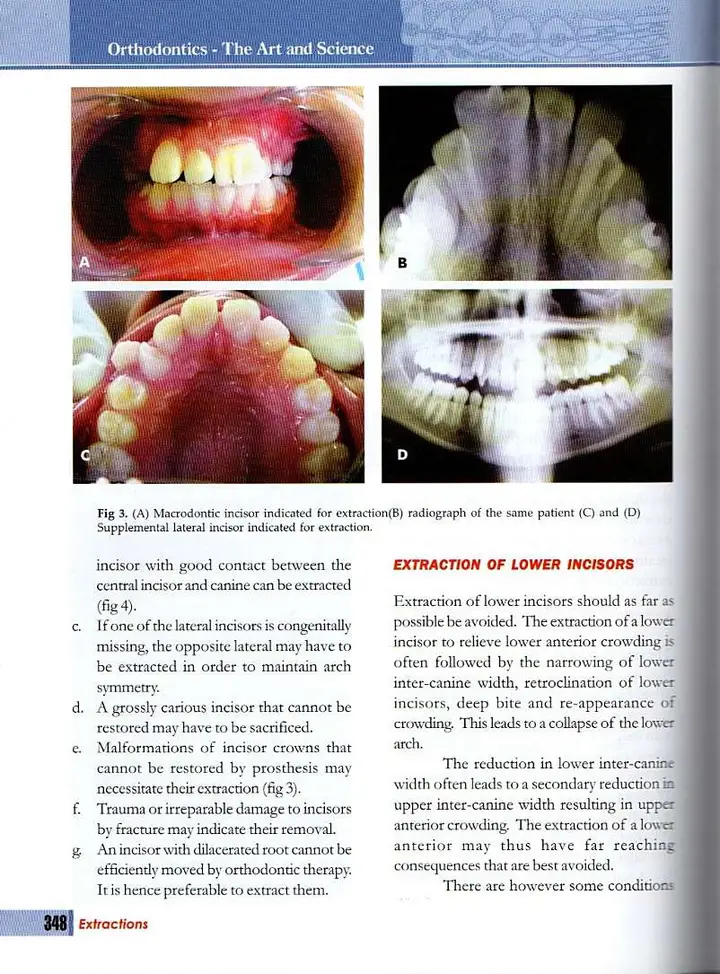 Orthodontics - The Art and Science
A
B
C
D
Fig 3. (A) Macrodontic incisor indicated for extraction(B) radiograph of the same patient (C) and (D)
Supplemental lateral incisor indicated for extraction.
incisor with good contact between the
central incisor and canine can be extracted
(fig 4).
c. If one of the lateral incisors is congenitally
missing, the opposite lateral may have to
be extracted in order to maintain arch
symmetry.
d. A grossly carious incisor that cannot be
restored may have to be sacrificed.
e. Malformations of incisor crowns that
cannot be restored by prosthesis may
necessitate their extraction (fig 3).
f. Trauma or irreparable damage to incisors
by fracture may indicate their removal.
g. An incisor with dilacerated root cannot be
efficiently moved by orthodontic therapy.
It is hence preferable to extract them.
EXTRACTION OF LOWER INCISORS
Extraction of lower incisors should as far as
possible be avoided. The extraction of a lower
incisor to relieve lower anterior crowding is
often followed by the narrowing of lower
inter-canine width, retroclination of lower
incisors, deep bite and re-appearance of
crowding. This leads to a collapse of the lower
arch.
The reduction in lower inter-canine
width often leads to a secondary reduction in
upper inter-canine width resulting in upper
anterior crowding. The extraction of a lower
anterior may thus have far reaching
consequences that are best avoided.
There are however some conditions
348 Extractions